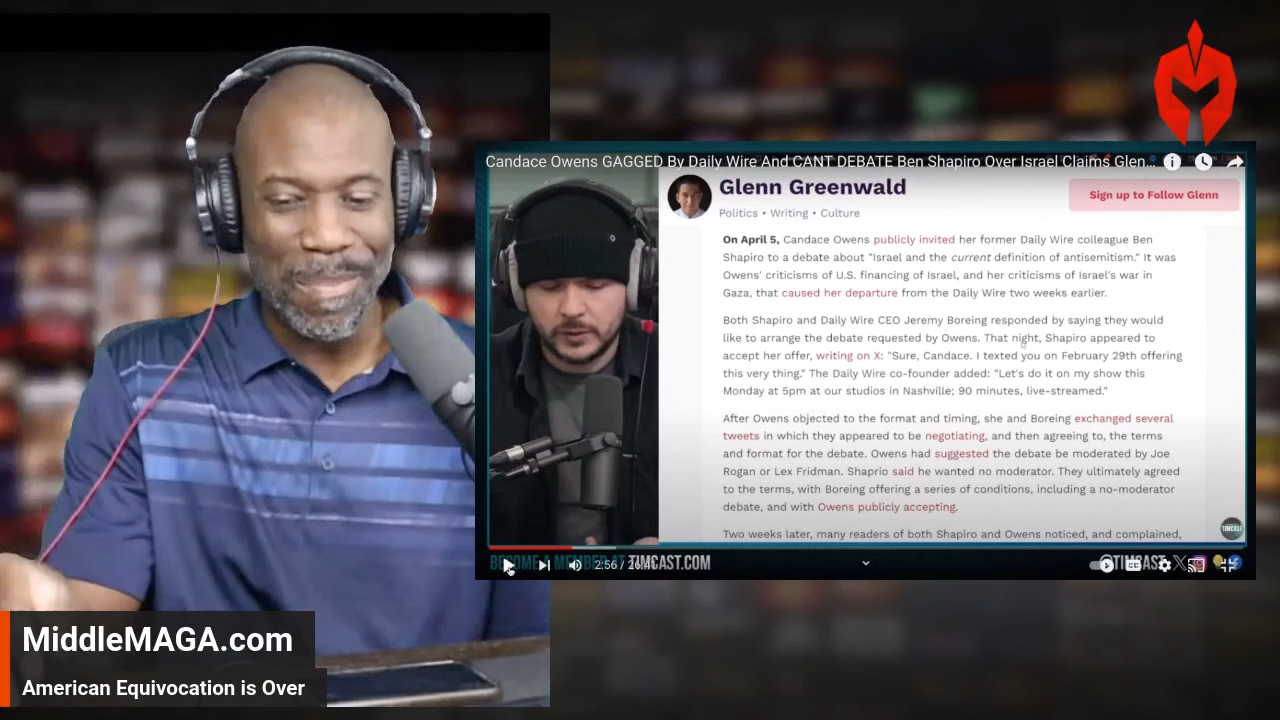 Candace Owens GAGGED By Daily Wire And CANT DEBATE Ben Shapiro Over Israel Claims Glen...
Glenn Greenwald
Politics • Writing • Culture
Sign up to Follow Glenn
On April 5, Candace Owens publicly invited her former Daily Wire colleague Ben
Shapiro to a debate about "Israel and the current definition of antisemitism." It was
Owens' criticisms of U.S. financing of Israel, and her criticisms of Israel's war in
Gaza, that caused her departure from the Daily Wire two weeks earlier.
Both Shapiro and Daily Wire CEO Jeremy Boreing responded by saying they would
like to arrange the debate requested by Owens. That night, Shapiro appeared to
accept her offer, writing on X: "Sure, Candace. I texted you on February 29th offering
this very thing." The Daily Wire co-founder added: "Let's do it on my show this
Monday at 5pm at our studios in Nashville; 90 minutes, live-streamed."
After Owens objected to the format and timing, she and Boreing exchanged several
tweets in which they appeared to be negotiating, and then agreeing to, the terms
and format for the debate. Owens had suggested the debate be moderated by Joe
Rogan or Lex Fridman. Shaprio said he wanted no moderator. They ultimately agreed
to the terms, with Boreing offering a series of conditions, including a no-moderator
debate, and with Owens publicly accepting.
Two weeks later, many readers of both Shapiro and Owens noticed, and complained,
TIMCAST
BECOME A MEMBER AT TIMCAST.COM
@TIMCAST
2:56 / 26:41
MiddleMAGA.com
American Equivocation is Over